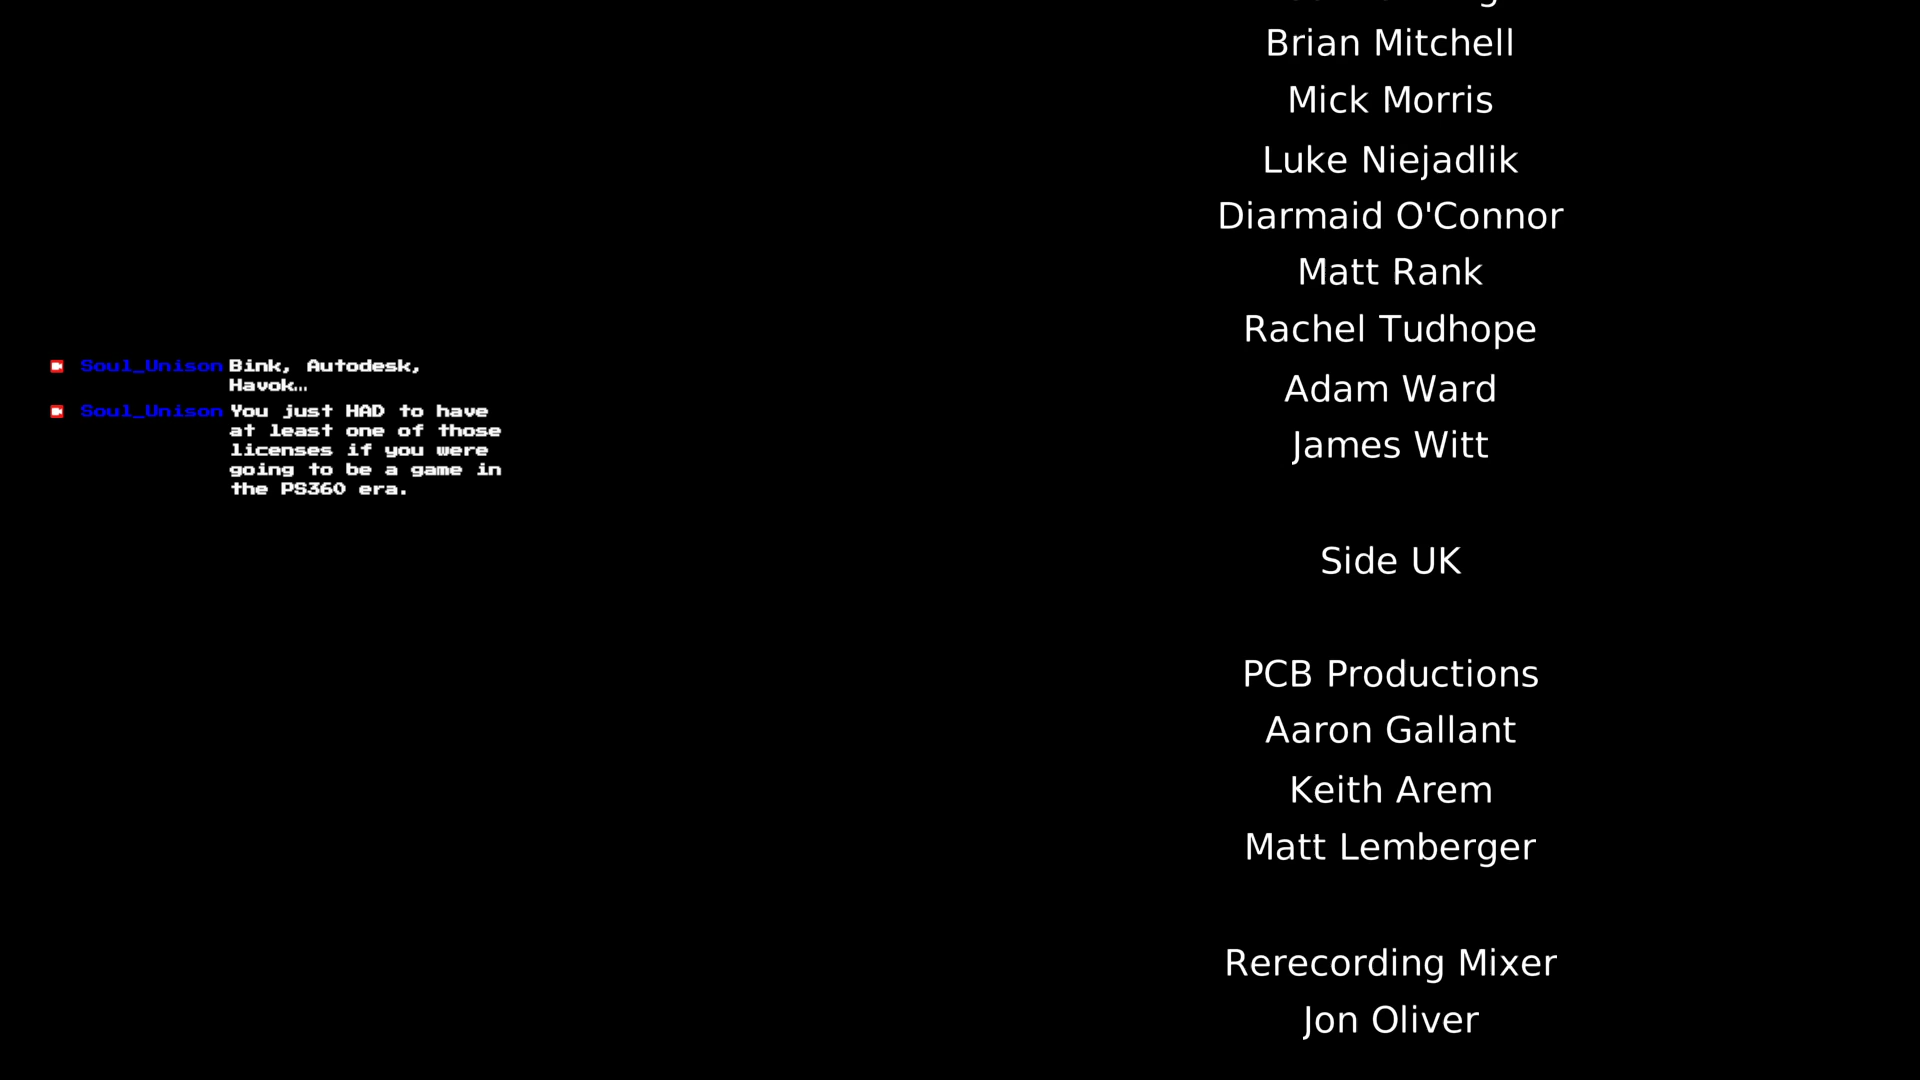 Soul_Unison Bink, Autodesk,
Havok…
Soul_Unison You just HAD to have
at least one of those
licenses if you were
going to be a game in
the PS360 era.
Brian Mitchell
Mick Morris
Luke Niejadlik
Diarmaid O'Connor
Matt Rank
Rachel Tudhope
Adam Ward
James Witt
Side UK
PCB Productions
Aaron Gallant
Keith Arem
Matt Lemberger
Rerecording Mixer
Jon Oliver